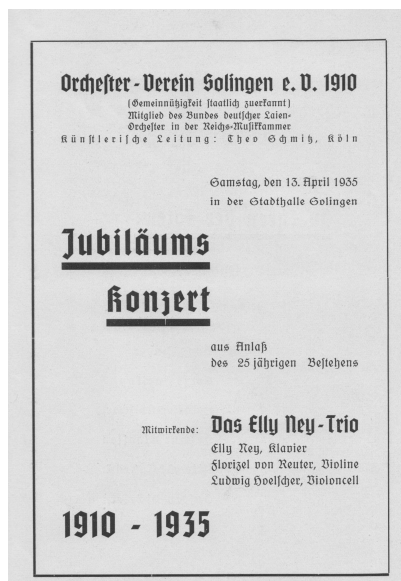 Orchester-Verein Solingen e. V. 1910
(Gemeinnützigkeit staatlich zuerkannt)
Mitglied des Bundes deutscher Laien-
Orchester in der Reichs-Musikkammer
Künstlerische Leitung: Theo Schmitz, Köln
Samstag, den 13. April 1935
in der Stadthalle Solingen
Jubiläums
Konzert
aus Anlaß
des 25jährigen Bestehens
Mitwirkende: Das Elly Ney-Trio
Elly Ney, Klavier
Florizel von Reuter, Violine
Ludwig Hoelscher, Violoncell
1910 - 1935